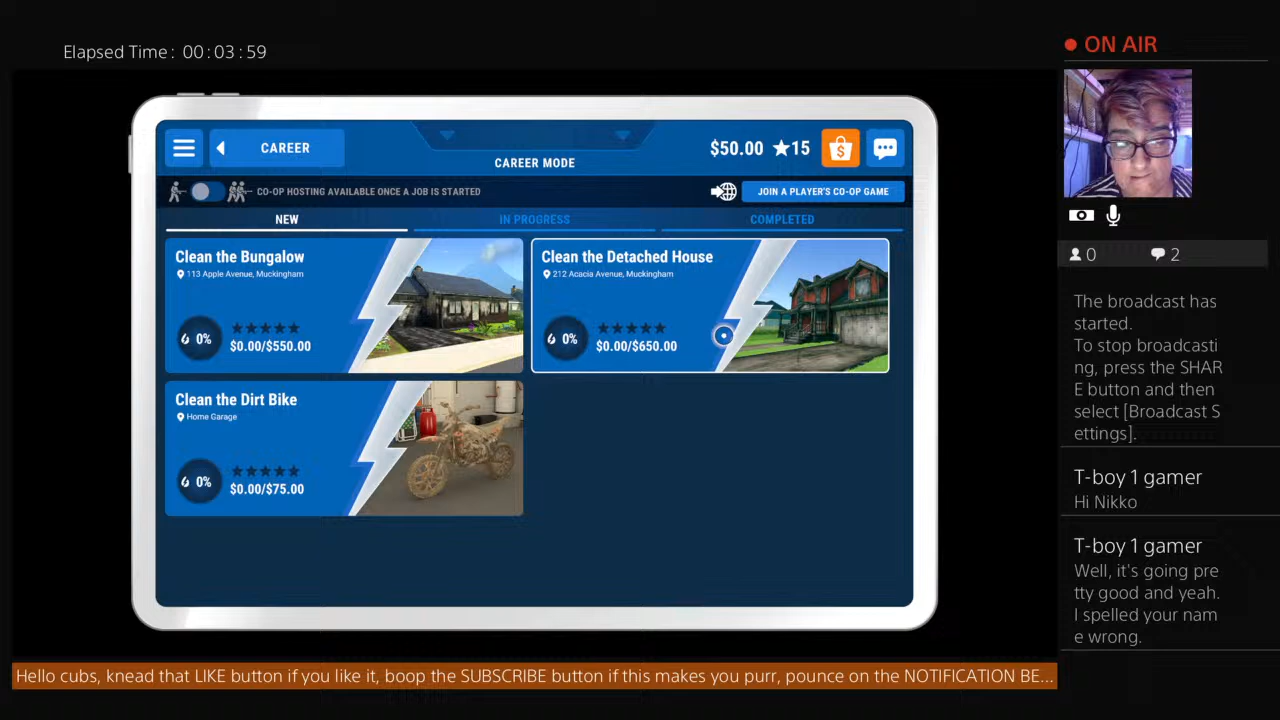 Elapsed Time: 00:03:59
ON AIR
CAREER
CAREER MODE
$50.00 ★15
CO-OP HOSTING AVAILABLE ONCE A JOB IS STARTED
JOIN A PLAYER'S CO-OP GAME
NEW
IN PROGRESS
COMPLETED
Clean the Bungalow
113 Apple Avenue, Muckingham
0%
$0.00/$550.00
Clean the Detached House
212 Acacia Avenue, Muckingham
0%
$0.00/$650.00
Clean the Dirt Bike
Home Garage
0%
$0.00/$75.00
0
2
The broadcast has
started.
To stop broadcasti
ng, press the SHAR
E button and then
select [Broadcast S
ettings].
T-boy 1 gamer
Hi Nikko
T-boy 1 gamer
Well, it's going pre
tty good and yeah.
I spelled your nam
e wrong.
Hello cubs, knead that LIKE button if you like it, boop the SUBSCRIBE button if this makes you purr, pounce on the NOTIFICATION BE...